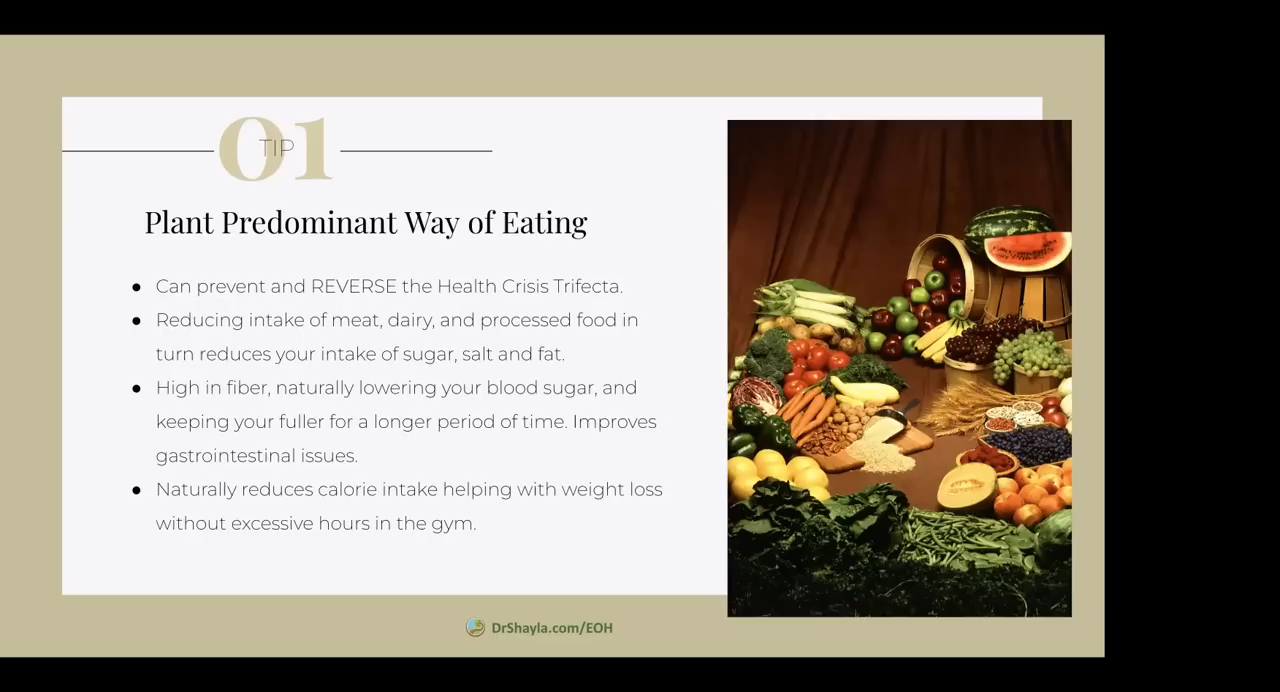 01
TIP
Plant Predominant Way of Eating
● Can prevent and REVERSE the Health Crisis Trifecta.
● Reducing intake of meat, dairy, and processed food in
turn reduces your intake of sugar, salt and fat.
● High in fiber, naturally lowering your blood sugar, and
keeping your fuller for a longer period of time. Improves
gastrointestinal issues.
● Naturally reduces calorie intake helping with weight loss
without excessive hours in the gym.
DrShayla.com/EOH